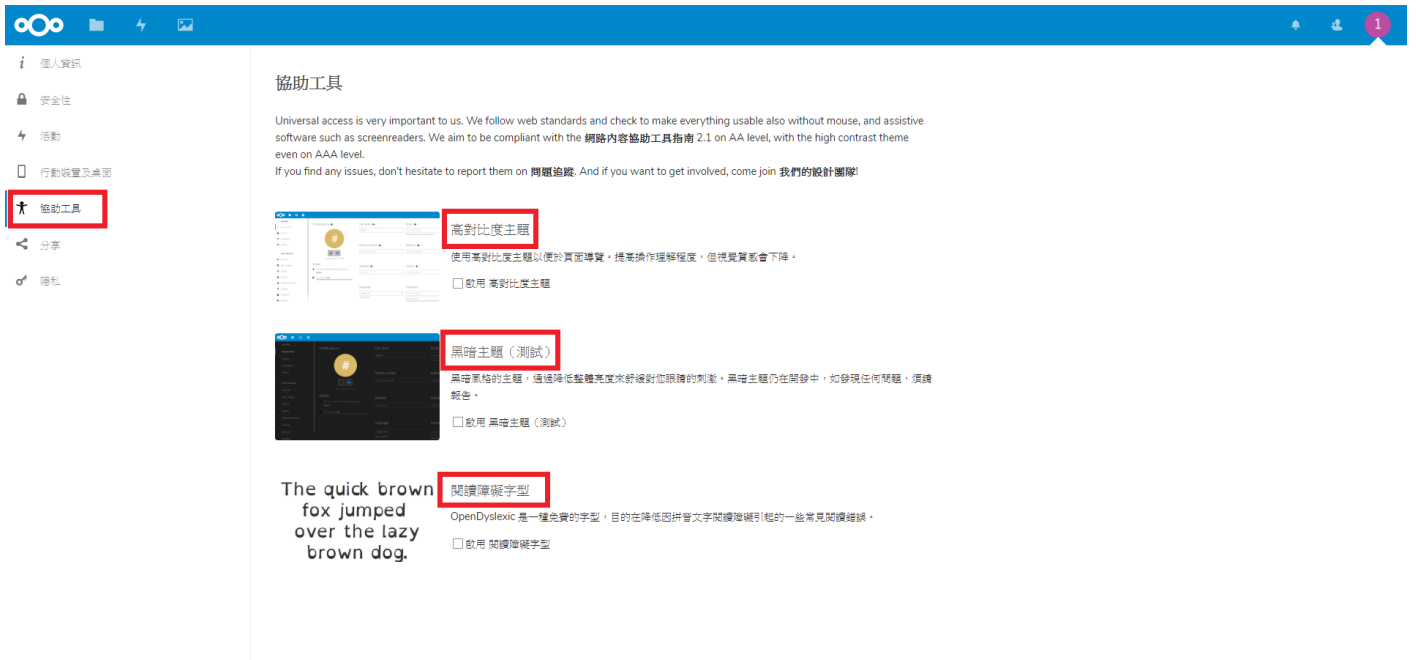 1
個人資訊
安全性
活動
行動裝置及桌面
協助工具
分享
隱私
協助工具
Universal access is very important to us. We follow web standards and check to make everything usable also without mouse, and assistive
software such as screenreaders. We aim to be compliant with the 網路內容協助工具指南 2.1 on AA level, with the high contrast theme
even on AAA level.
If you find any issues, don't hesitate to report them on 問題追蹤. And if you want to get involved, come join 我們的設計團隊!
高對比度主題
使用高對比度主題以便於頁面導覽。提高操作理解程度，但視覺質感會下降。
啟用 高對比度主題
黑暗主題（測試）
黑暗風格的主題，通過降低整體亮度來舒緩對您眼睛的刺激。黑暗主題仍在開發中，如發現任何問題，煩請
報告。
啟用 黑暗主題（測試）
The quick brown
fox jumped
over the lazy
brown dog.
閱讀障礙字型
OpenDyslexic 是一種免費的字型，目的在降低因拼音文字閱讀障礙引起的一些常見閱讀錯誤。
啟用 閱讀障礙字型